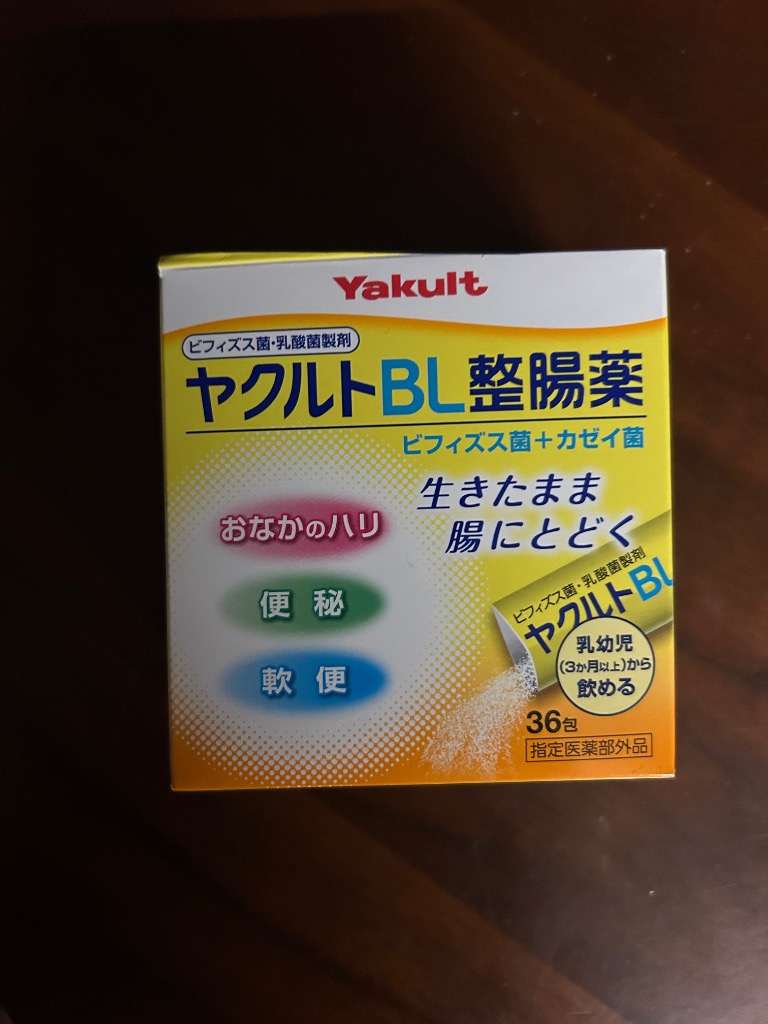 Yakult
ビフィズス菌・乳酸菌製剤
ヤクルトBL整腸薬
ビフィズス菌+カゼイ菌
生きたまま
腸にとどく
おなかのハリ
便秘
軟便
ビフィズス菌・乳酸菌製剤
ヤクルトBL
乳幼児
(3か月以上)から
飲める
36包
指定医薬部外品